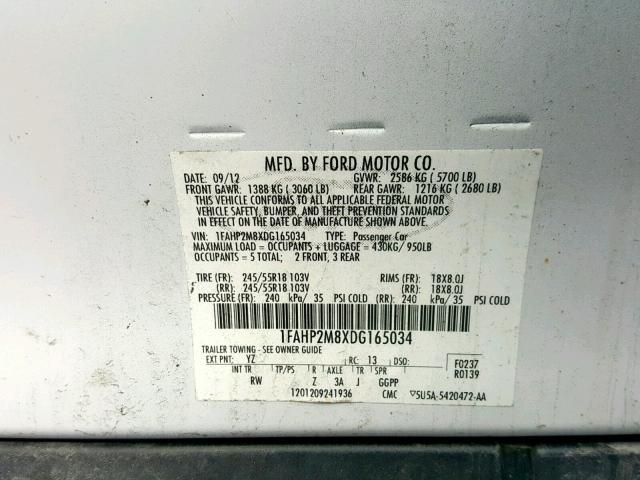 MFD. BY FORD MOTOR CO.
DATE: 09/12 GVWR: 2586 KG ( 5700 LB)
FRONT GAWR: 1388 KG ( 3060 LB) REAR GAWR: 1216 KG ( 2680 LB)
THIS VEHICLE CONFORMS TO ALL APPLICABLE FEDERAL MOTOR
VEHICLE SAFETY, BUMPER, AND THEFT PREVENTION STANDARDS
IN EFFECT ON THE DATE OF MANUFACTURE SHOWN ABOVE.
VIN: 1FAHP2M8XDG165034 TYPE: Passenger Car
MAXIMUM LOAD = OCCUPANTS + LUGGAGE = 430KG/ 950LB
OCCUPANTS = 5 TOTAL; 2 FRONT, 3 REAR
TIRE (FR): 245/55R18 103V RIMS (FR): 18X8.0J
(RR): 245/55R18 103V (RR): 18X8.0J
PRESSURE (FR): 240 kPa/ 35 PSI COLD (RR): 240 kPa/ 35 PSI COLD
1FAHP2M8XDG165034
TRAILER TOWING - SEE OWNER GUIDE
EXT PNT: YZ RC: 13 DSO: F0237
R0139
INT TR TP/PS R AXLE TR SPR
RW Z 3A J GGPP
1201209241936 CMC ▽5U5A-5420472-AA